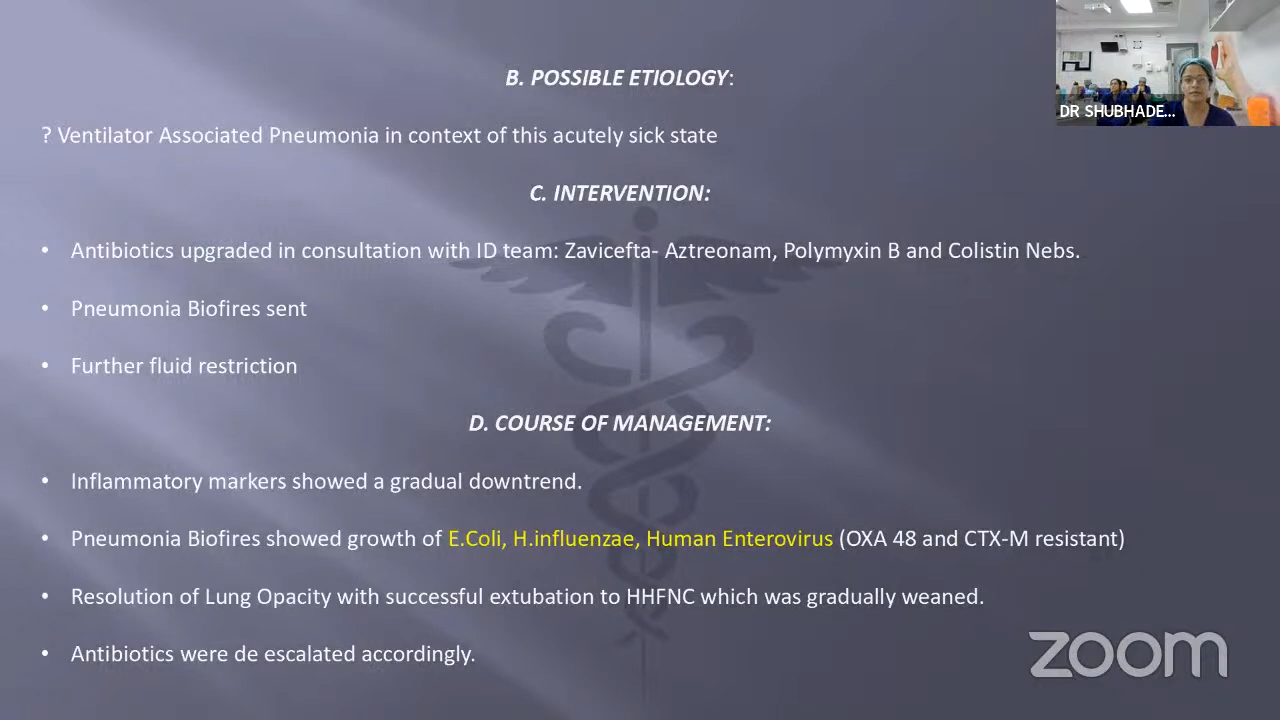 DR SHUBHADE...
B. POSSIBLE ETIOLOGY:
? Ventilator Associated Pneumonia in context of this acutely sick state
C. INTERVENTION:
• Antibiotics upgraded in consultation with ID team: Zavicefta- Aztreonam, Polymyxin B and Colistin Nebs.
• Pneumonia Biofires sent
• Further fluid restriction
D. COURSE OF MANAGEMENT:
• Inflammatory markers showed a gradual downtrend.
• Pneumonia Biofires showed growth of E.Coli, H.influenzae, Human Enterovirus (OXA 48 and CTX-M resistant)
• Resolution of Lung Opacity with successful extubation to HHFNC which was gradually weaned.
• Antibiotics were de escalated accordingly.
zoom